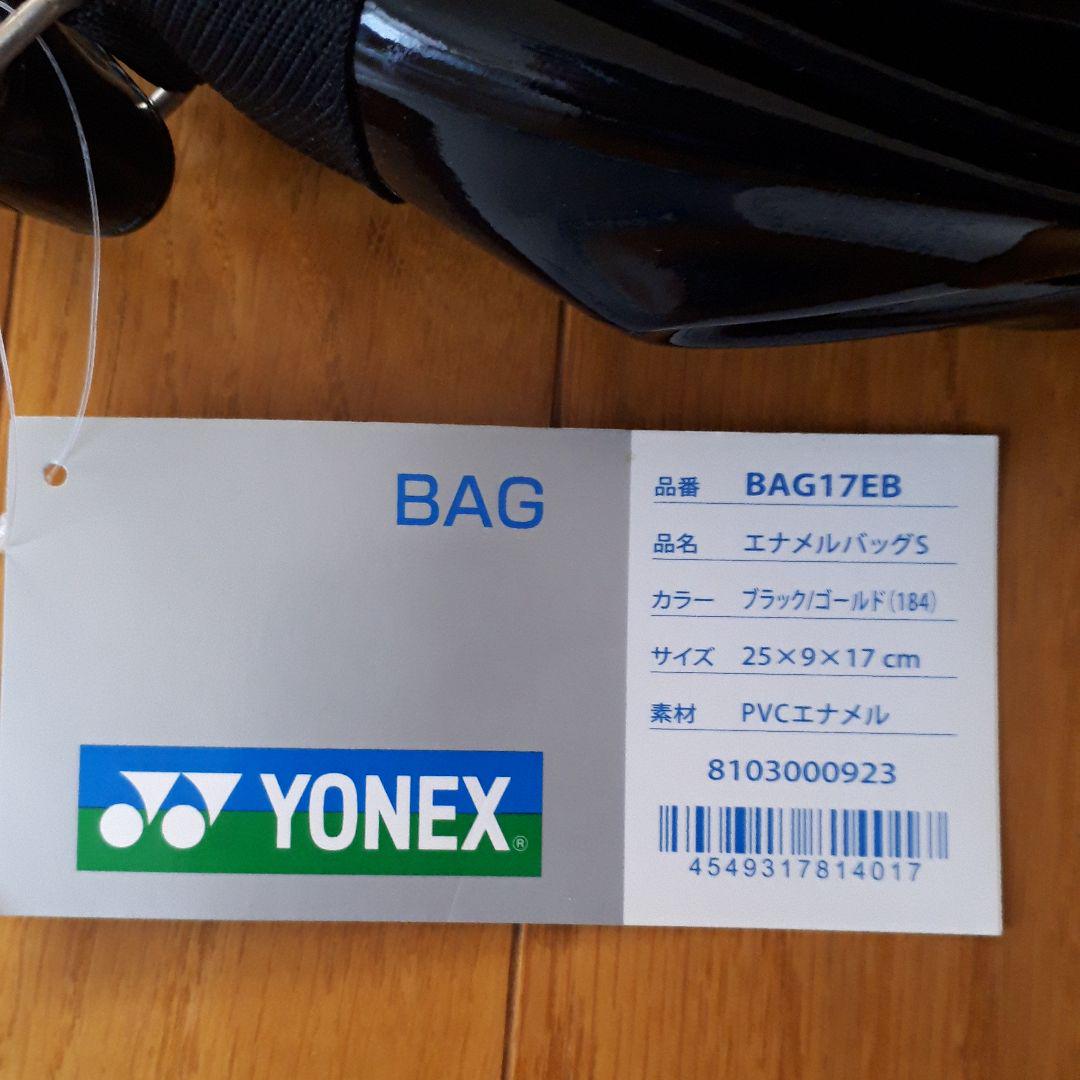 BAG
YONEX®
品番 BAG17EB
品名 エナメルバッグS
カラー ブラック/ゴールド(184)
サイズ 25×9×17 cm
素材 PVCエナメル
8103000923
4549317814017